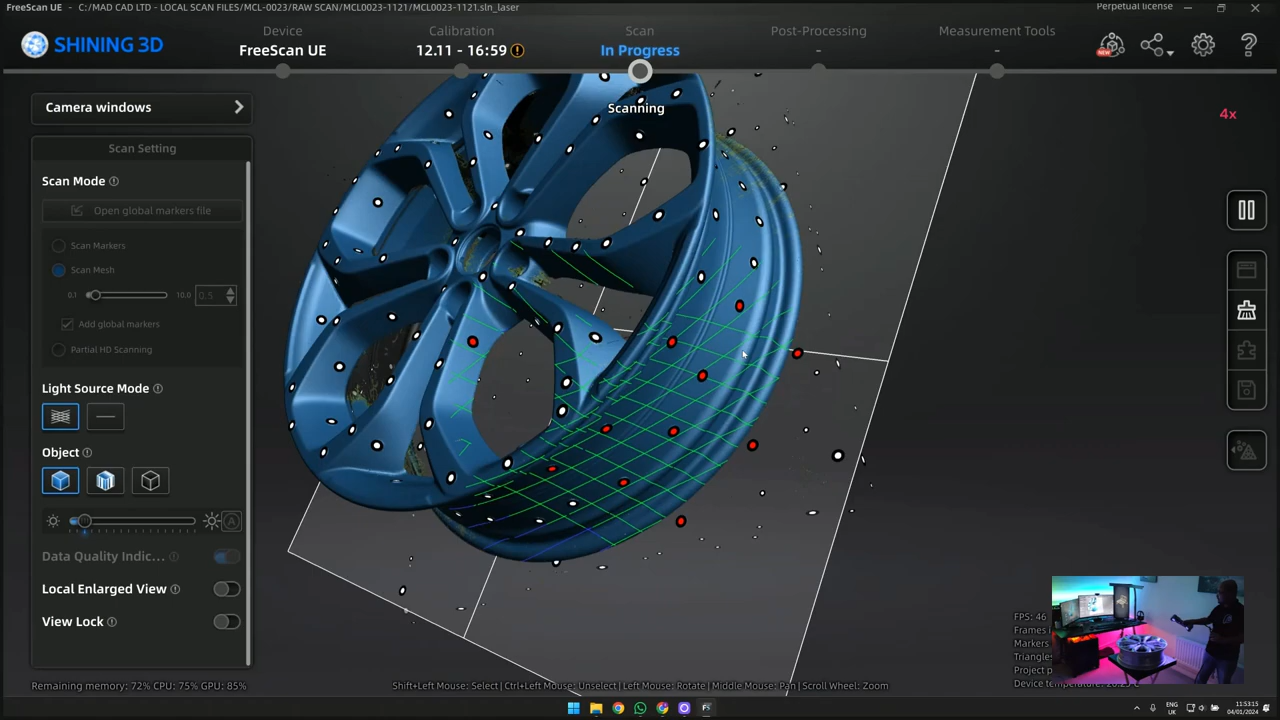 FreeScan UE - C:/MAD CAD LTD - LOCAL SCAN FILES/MCL-0023/RAW SCAN/MCL0023-1121/MCL0023-1121.sln_laser
Perpetual license
SHINING 3D
Device
FreeScan UE
Calibration
12.11 - 16:59
Scan
In Progress
Post-Processing
-
Measurement Tools
-
NEW
Camera windows
Scanning
4x
Scan Setting
Scan Mode
Open global markers file
Scan Markers
Scan Mesh
0.1
10.0
0.5
Add global markers
Partial HD Scanning
Light Source Mode
Object
A
Data Quality Indic...
Local Enlarged View
View Lock
FPS: 46
Frames
Markers
Triangles
Project
Device
Remaining memory: 72% CPU: 75% GPU: 85%
Shift+Left Mouse: Select | Ctrl+Left Mouse: Unselect | Left Mouse: Rotate | Middle Mouse: Pan | Scroll Wheel: Zoom
ENG
UK
11:53:15
04/01/2024